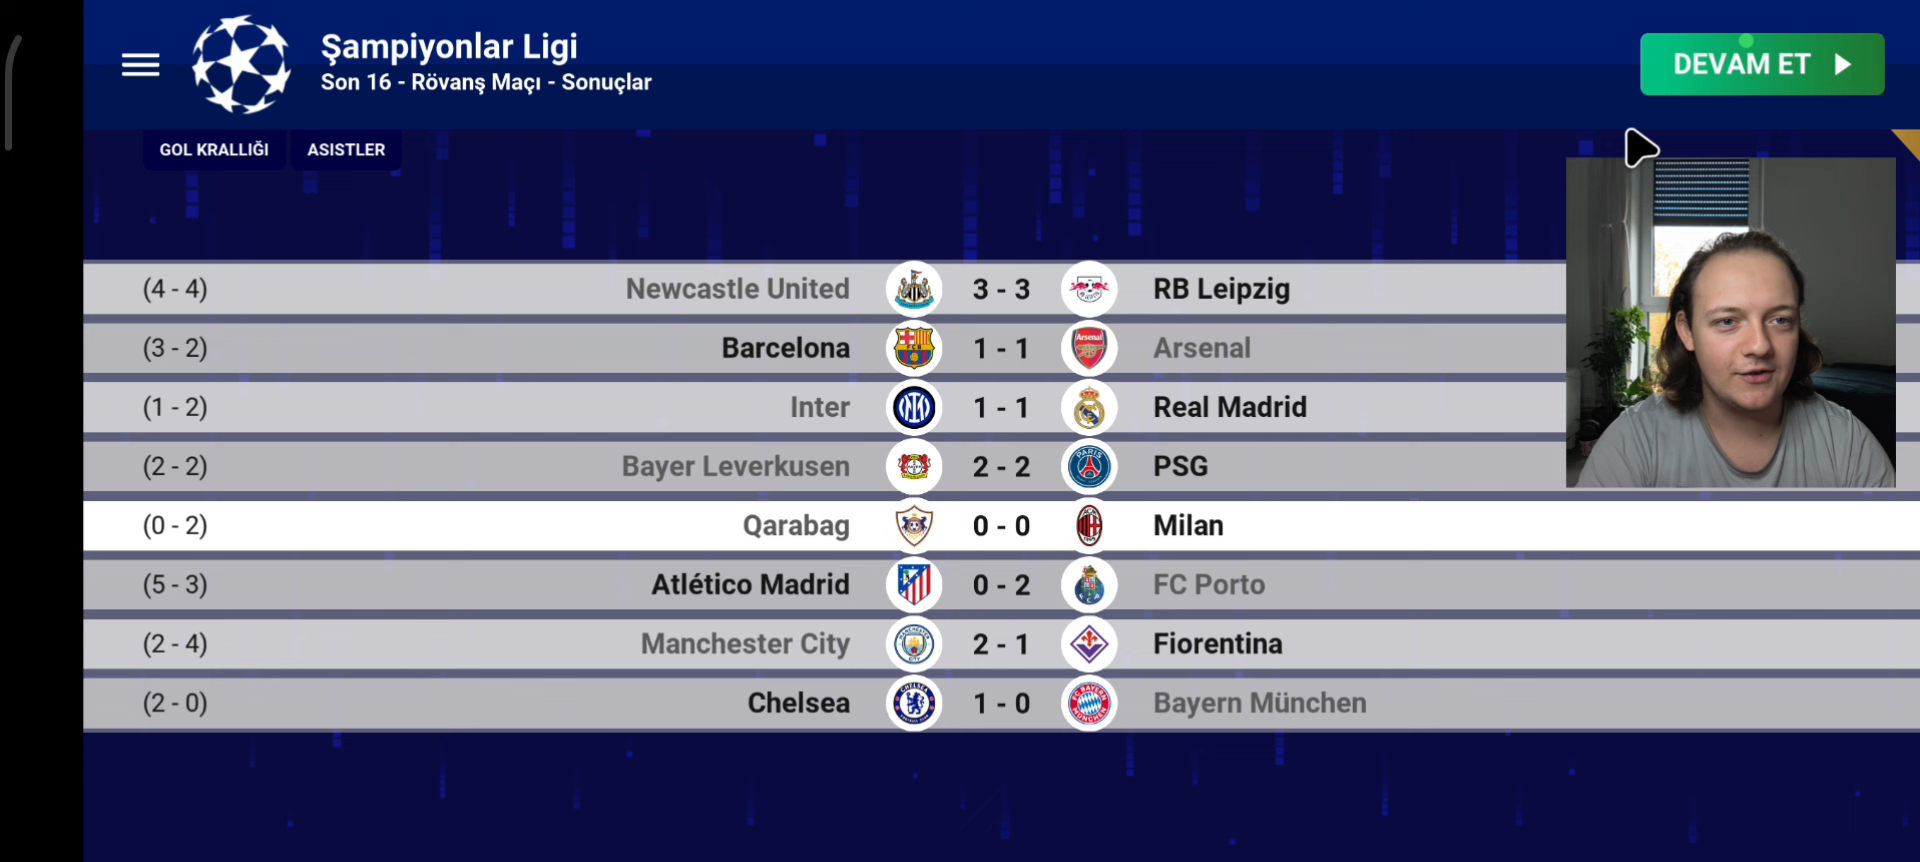 Şampiyonlar Ligi
Son 16 - Rövanş Maçı - Sonuçlar
DEVAM ET
GOL KRALLIĞI
ASISTLER
(4 - 4) Newcastle United 3 - 3 RB Leipzig
(3 - 2) Barcelona 1 - 1 Arsenal
(1 - 2) Inter 1 - 1 Real Madrid
(2 - 2) Bayer Leverkusen 2 - 2 PSG
(0 - 2) Qarabag 0 - 0 Milan
(5 - 3) Atlético Madrid 0 - 2 FC Porto
(2 - 4) Manchester City 2 - 1 Fiorentina
(2 - 0) Chelsea 1 - 0 Bayern München